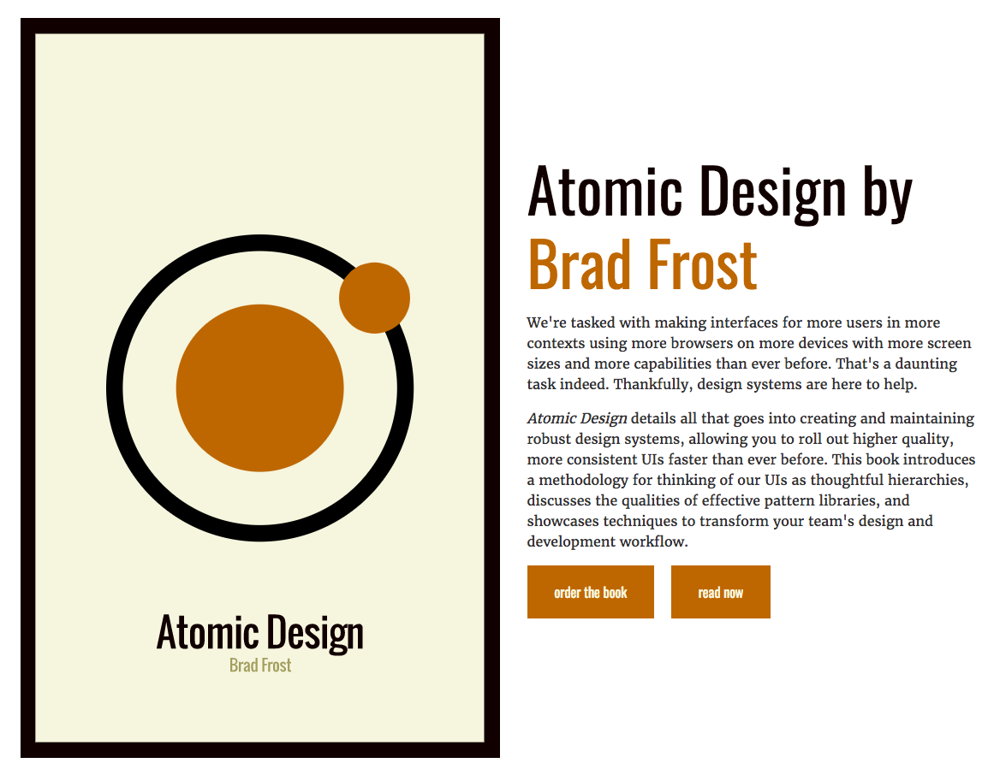 Atomic Design
Brad Frost
Atomic Design by
Brad Frost
We're tasked with making interfaces for more users in more
contexts using more browsers on more devices with more screen
sizes and more capabilities than ever before. That's a daunting
task indeed. Thankfully, design systems are here to help.
Atomic Design details all that goes into creating and maintaining
robust design systems, allowing you to roll out higher quality,
more consistent UIs faster than ever before. This book introduces
a methodology for thinking of our UIs as thoughtful hierarchies,
discusses the qualities of effective pattern libraries, and
showcases techniques to transform your team's design and
development workflow.
order the book
read now